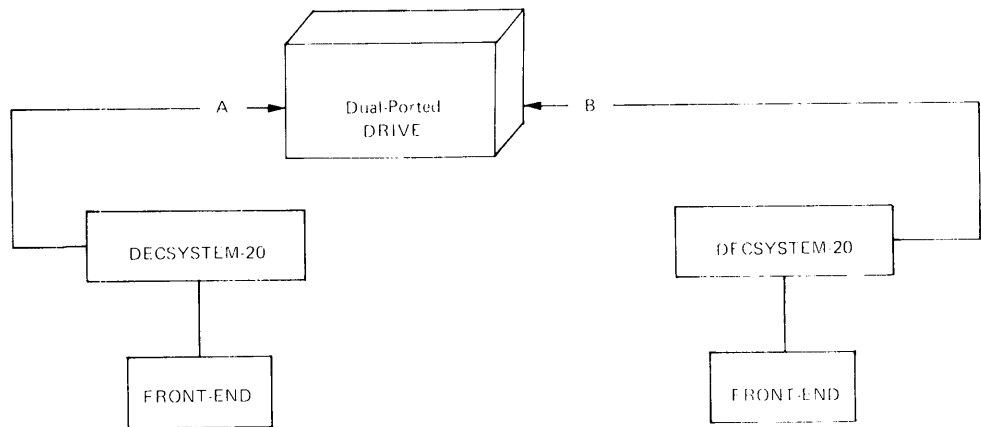 A
B
Dual-Ported
DRIVE
DECSYSTEM-20
DECSYSTEM-20
FRONT-END
FRONT-END